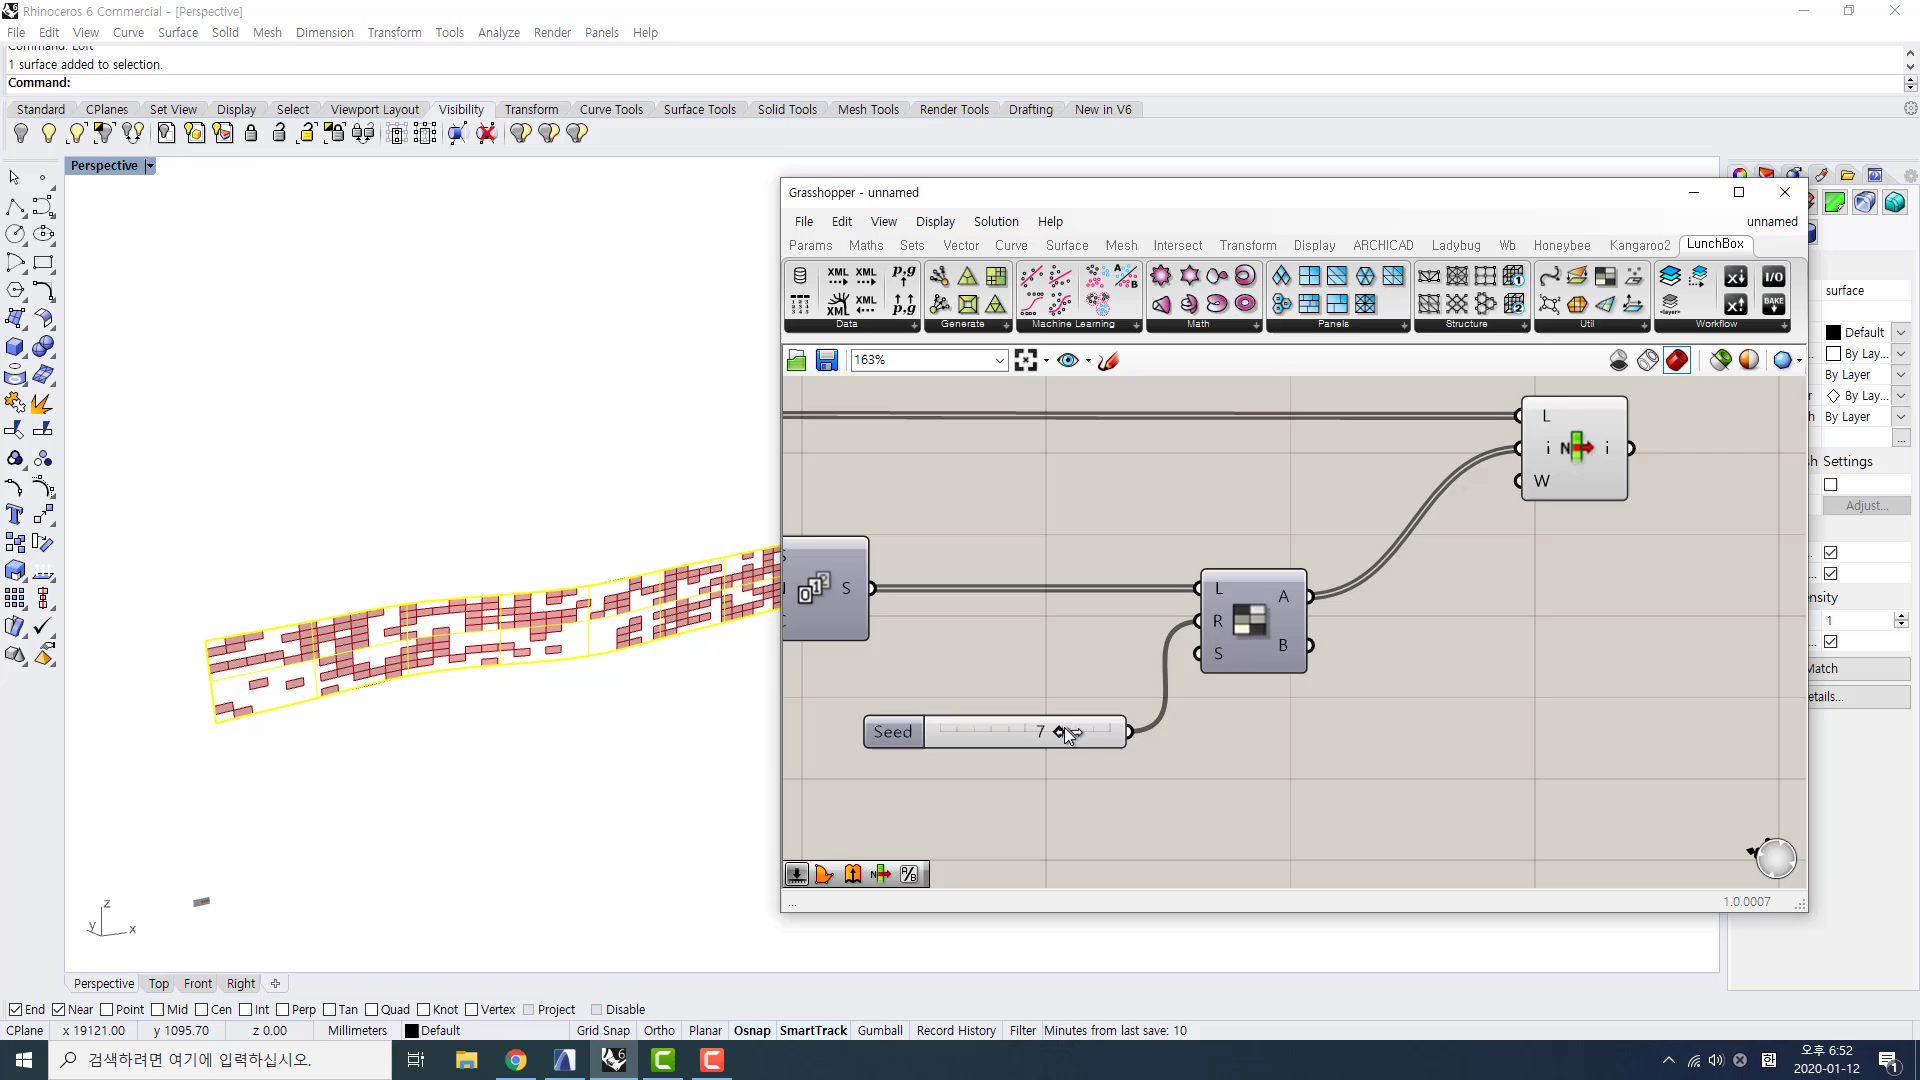 Rhinoceros 6 Commercial - [Perspective]
File Edit View Curve Surface Solid Mesh Dimension Transform Tools Analyze Render Panels Help
Command: Loft
1 surface added to selection.
Command:
Standard CPlanes Set View Display Select Viewport Layout Visibility Transform Curve Tools Surface Tools Solid Tools Mesh Tools Render Tools Drafting New in V6
Perspective
Grasshopper - unnamed
File Edit View Display Solution Help unnamed
Params Maths Sets Vector Curve Surface Mesh Intersect Transform Display ARCHICAD Ladybug Wb Honeybee Kangaroo2 LunchBox
Data Generate Machine Learning Math Panels Structure Util Workflow
163%
L
i N i
W
S
L A
R
S B
Seed 7
...
1.0.0007
surface
Default
By Lay...
By Layer
By Lay...
By Layer
...
Settings
Adjust...
1
Match
z
y x
Perspective Top Front Right
End Near Point Mid Cen Int Perp Tan Quad Knot Vertex Project Disable
CPlane x 19121.00 y 1095.70 z 0.00 Millimeters Default Grid Snap Ortho Planar Osnap SmartTrack Gumball Record History Filter Minutes from last save: 10
검색하려면 여기에 입력하십시오.
오후 6:52
2020-01-12